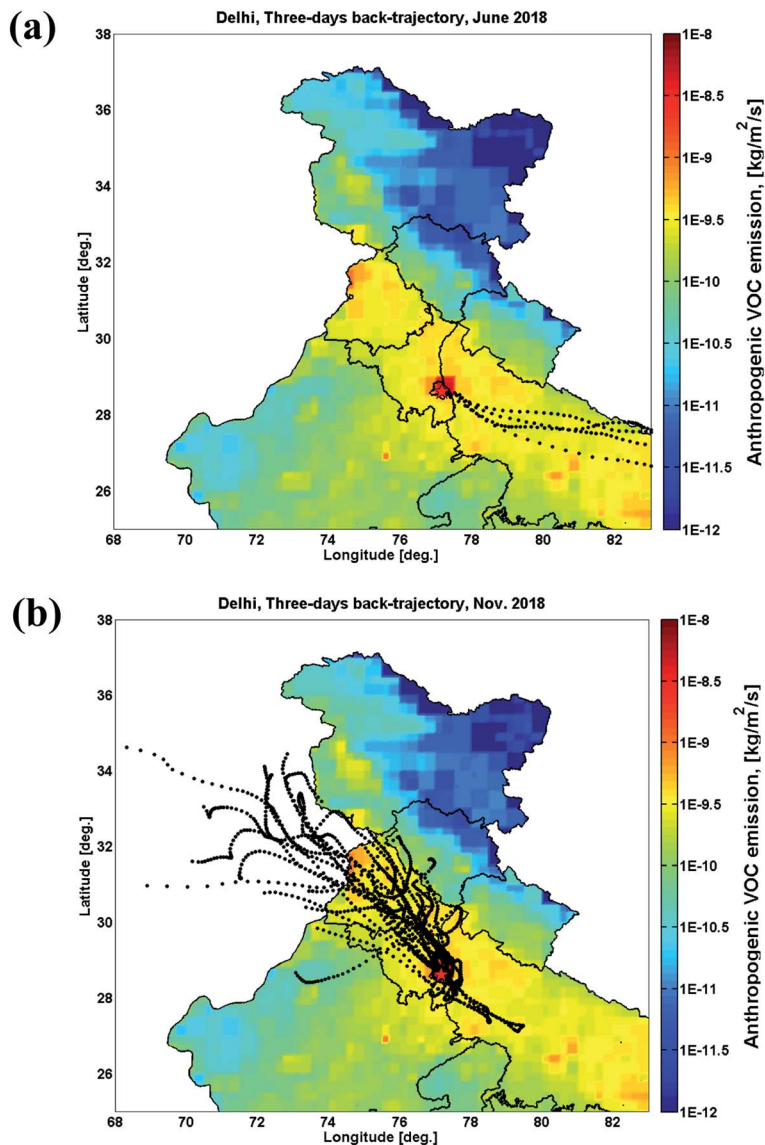 (a)
Delhi, Three-days back-trajectory, June 2018
38
36
34
32
30
28
26
Latitude [deg.]
68 70 72 74 76 78 80 82
Longitude [deg.]
1E-8
1E-8.5
1E-9
1E-9.5
1E-10
1E-10.5
1E-11
1E-11.5
1E-12
Anthropogenic VOC emission, [kg/m²/s]
(b)
Delhi, Three-days back-trajectory, Nov. 2018
38
36
34
32
30
28
26
Latitude [deg.]
68 70 72 74 76 78 80 82
Longitude [deg.]
1E-8
1E-8.5
1E-9
1E-9.5
1E-10
1E-10.5
1E-11
1E-11.5
1E-12
Anthropogenic VOC emission, [kg/m²/s]